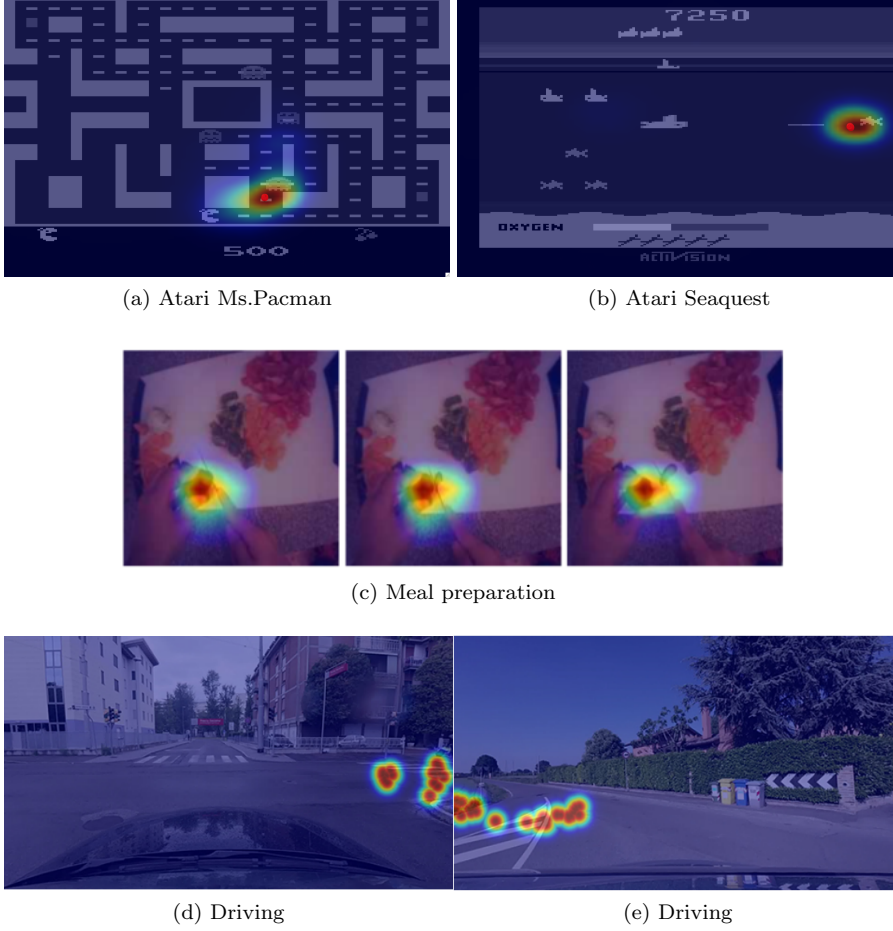 7250
500
OXYGEN
ACTIVISION
(a) Atari Ms.Pacman
(b) Atari Seaquest
(c) Meal preparation
(d) Driving
(e) Driving